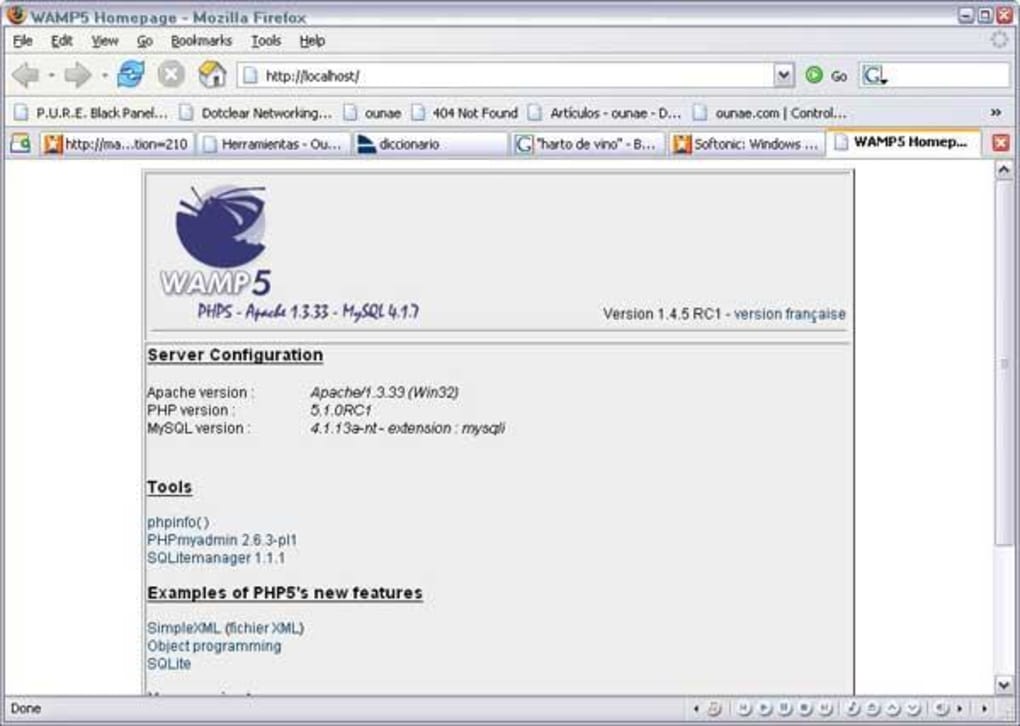 WAMP5 Homepage - Mozilla Firefox
File Edit View Go Bookmarks Tools Help
http://localhost/ Go G
P.U.R.E. Black Panel... Dotclear Networking... ounae 404 Not Found Artículos - ounae - D... ounae.com | Control... »
http://ma...tion=210 Herramientas - Ou... diccionario "harto de vino" - B... Softonic: Windows ... WAMP5 Homep...
WAMP5
PHP5 - Apache 1.3.33 - MySQL 4.1.7
Version 1.4.5 RC1 - version française
Server Configuration
Apache version : Apache/1.3.33 (Win32)
PHP version : 5.1.0RC1
MySQL version : 4.1.13a-nt - extension : mysqli
Tools
phpinfo()
PHPmyadmin 2.6.3-pl1
SQLitemanager 1.1.1
Examples of PHP5's new features
SimpleXML (fichier XML)
Object programming
SQLite
Done